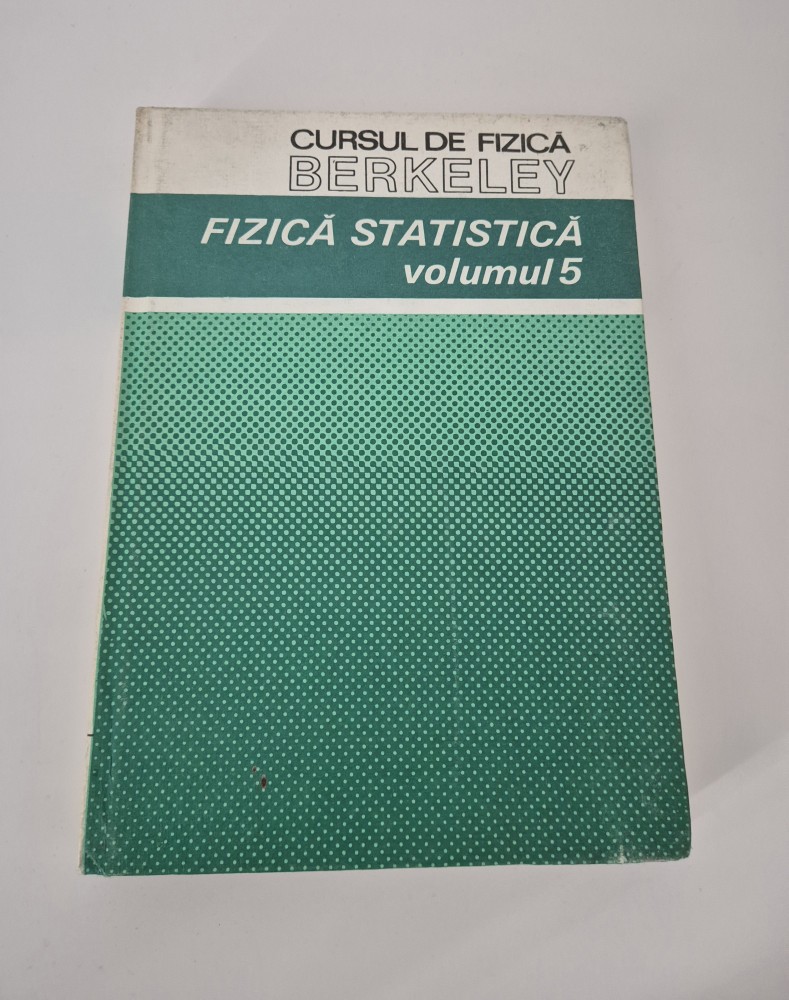 CURSUL DE FIZICĂ
BERKELEY
FIZICĂ STATISTICĂ
volumul 5